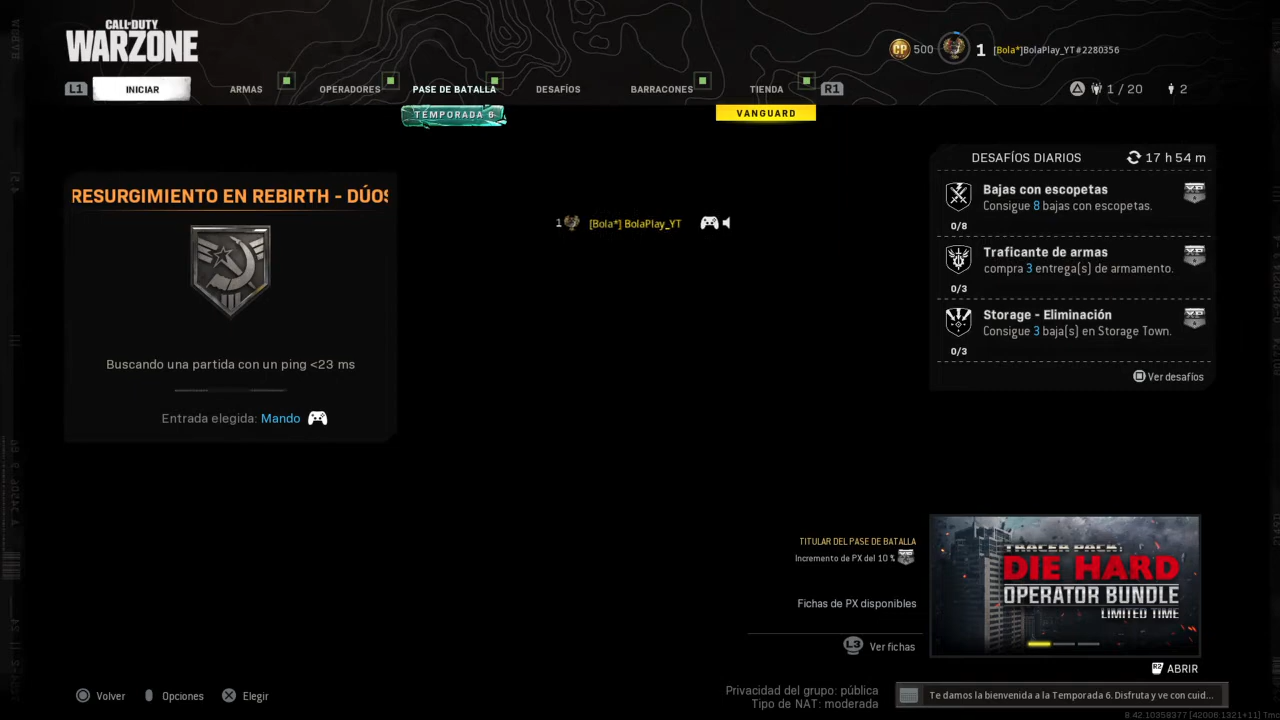 CALL OF DUTY
WARZONE
CP 500
1 [Bola*]BolaPlay_YT#2280356
L1 INICIAR ARMAS OPERADORES PASE DE BATALLA DESAFÍOS BARRACONES TIENDA R1
1 / 20 2
TEMPORADA 6
VANGUARD
RESURGIMIENTO EN REBIRTH - DÚOS
Buscando una partida con un ping <23 ms
Entrada elegida: Mando
1 [Bola*] BolaPlay_YT
DESAFÍOS DIARIOS 17 h 54 m
Bajas con escopetas
XP
Consigue 8 bajas con escopetas.
0/8
Traficante de armas
XP
compra 3 entrega(s) de armamento.
0/3
Storage - Eliminación
XP
Consigue 3 baja(s) en Storage Town.
0/3
Ver desafíos
TITULAR DEL PASE DE BATALLA
Incremento de PX del 10 %
Fichas de PX disponibles
L3 Ver fichas
TRACER PACK:
DIE HARD
OPERATOR BUNDLE
LIMITED TIME
R2 ABRIR
Volver Opciones Elegir
Privacidad del grupo: pública
Tipo de NAT: moderada
Te damos la bienvenida a la Temporada 6. Disfruta y ve con cuid...